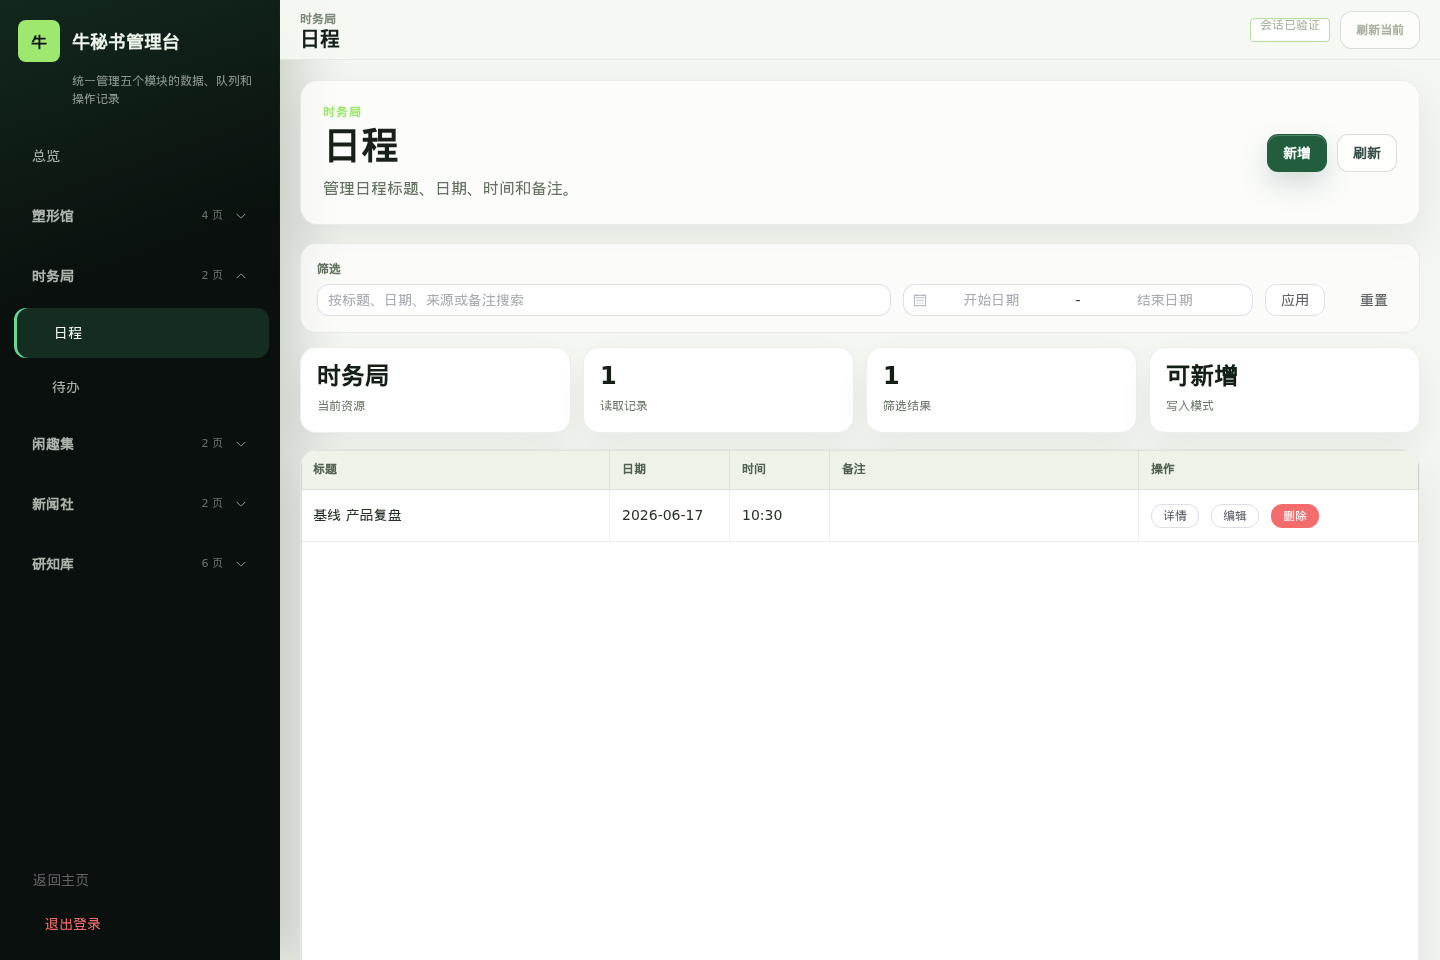 牛
牛秘书管理台
统一管理五个模块的数据、队列和
操作记录
总览
塑形馆 4 页
时务局 2 页
日程
待办
闲趣集 2 页
新闻社 2 页
研知库 6 页
返回主页
退出登录
时务局
日程
会话已验证
刷新当前
时务局
日程
管理日程标题、日期、时间和备注。
新增
刷新
筛选
按标题、日期、来源或备注搜索
开始日期 - 结束日期
应用
重置
时务局
当前资源
1
读取记录
1
筛选结果
可新增
写入模式
标题 日期 时间 备注 操作
基线 产品复盘 2026-06-17 10:30 详情 编辑 删除